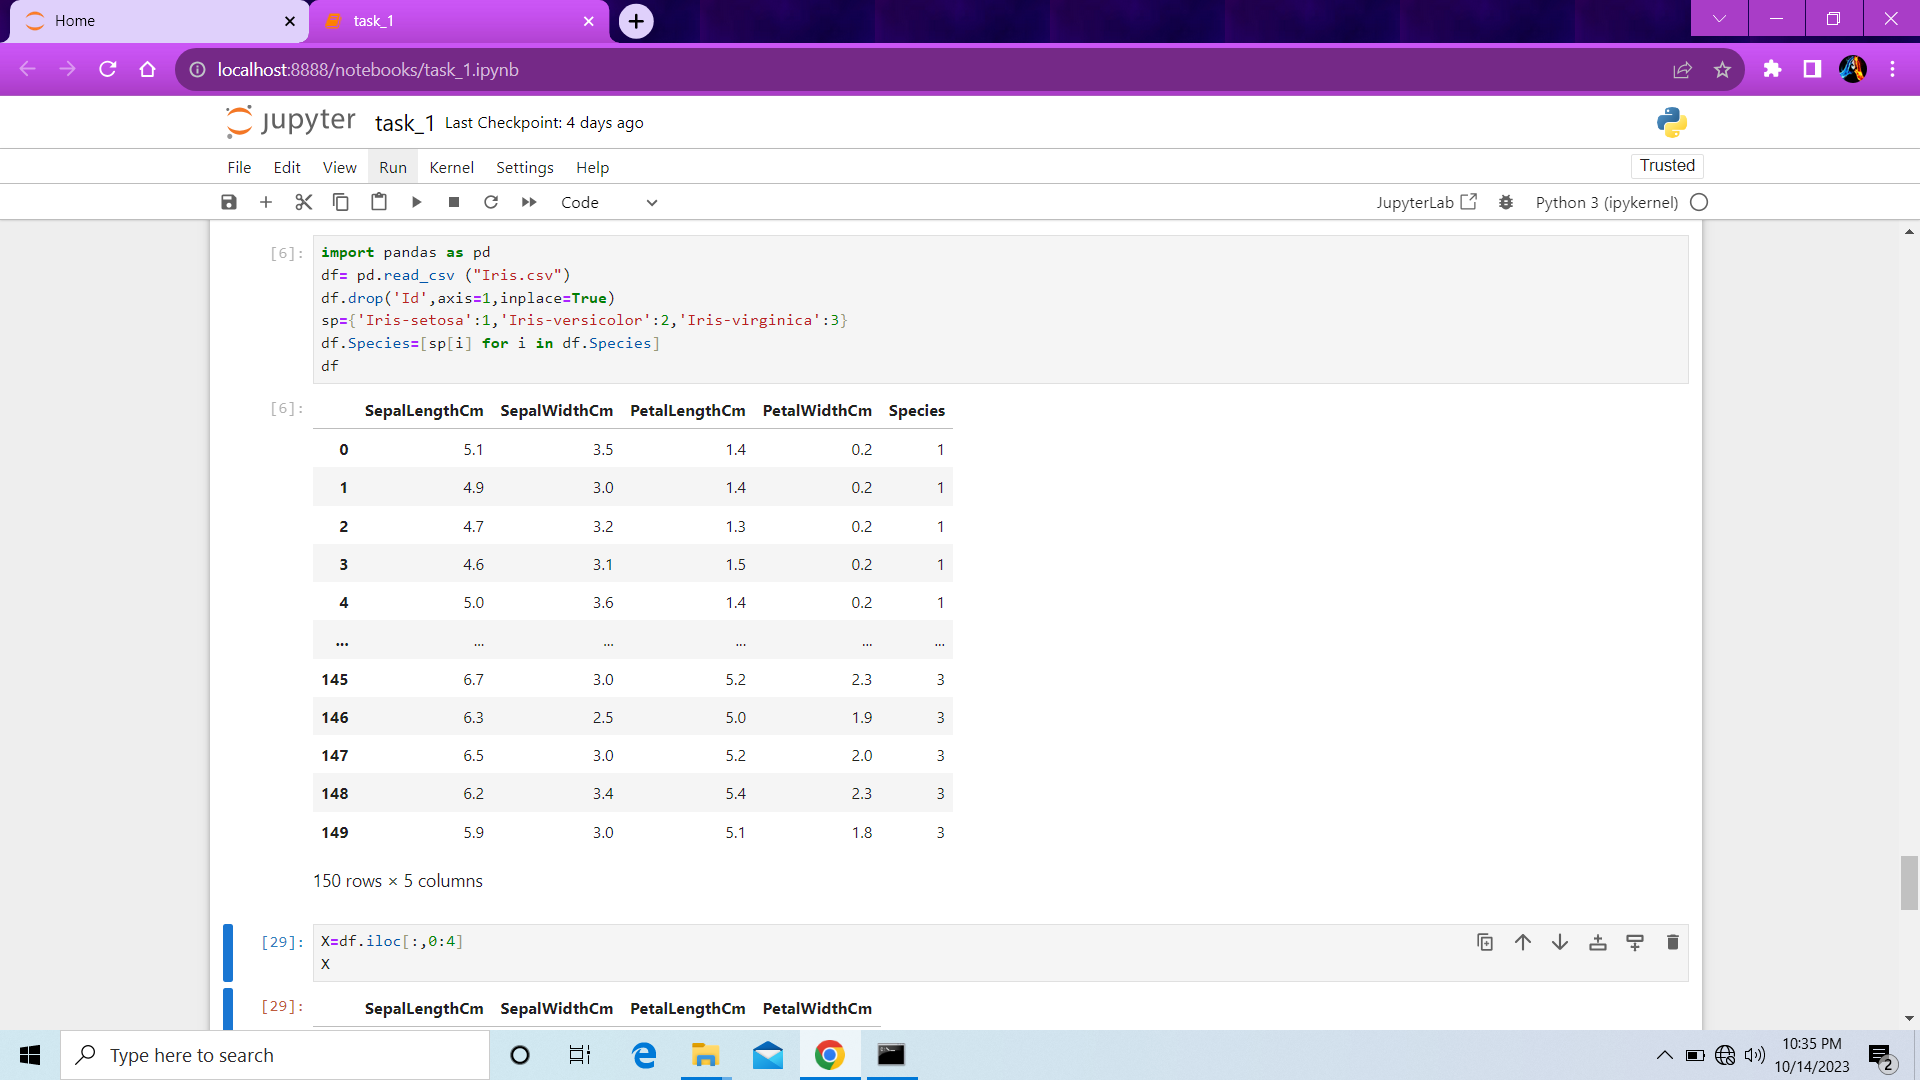 Home
task_1
localhost:8888/notebooks/task_1.ipynb
jupyter task_1 Last Checkpoint: 4 days ago
File Edit View Run Kernel Settings Help
Trusted
Code
JupyterLab
Python 3 (ipykernel)
[6]:
import pandas as pd
df= pd.read_csv ("Iris.csv")
df.drop('Id',axis=1,inplace=True)
sp={'Iris-setosa':1,'Iris-versicolor':2,'Iris-virginica':3}
df.Species=[sp[i] for i in df.Species]
df
[6]:
SepalLengthCm SepalWidthCm PetalLengthCm PetalWidthCm Species
0 5.1 3.5 1.4 0.2 1
1 4.9 3.0 1.4 0.2 1
2 4.7 3.2 1.3 0.2 1
3 4.6 3.1 1.5 0.2 1
4 5.0 3.6 1.4 0.2 1
... ... ... ... ... ...
145 6.7 3.0 5.2 2.3 3
146 6.3 2.5 5.0 1.9 3
147 6.5 3.0 5.2 2.0 3
148 6.2 3.4 5.4 2.3 3
149 5.9 3.0 5.1 1.8 3
150 rows × 5 columns
[29]:
X=df.iloc[:,0:4]
X
[29]:
SepalLengthCm SepalWidthCm PetalLengthCm PetalWidthCm
Type here to search
10:35 PM
10/14/2023
2